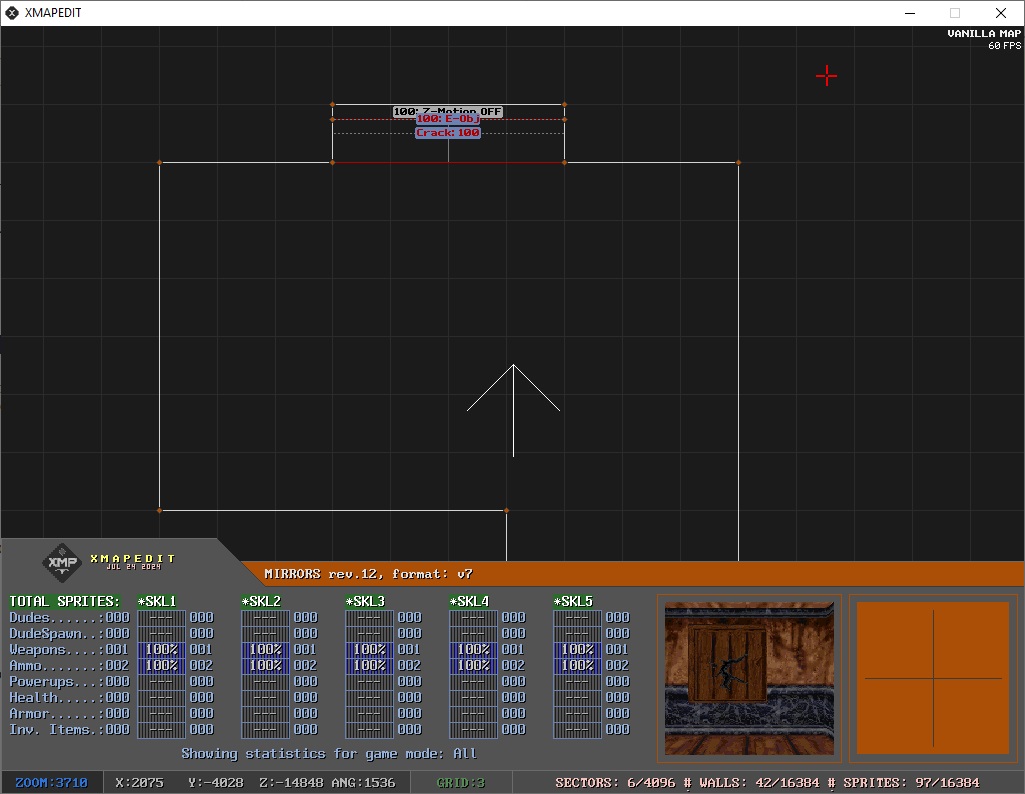 XMAPEDIT
VANILLA MAP
60 FPS
100: Z-Motion OFF
100: E-Obj
Crack: 100
XMP
XMAPEDIT
JUL 24 2024
MIRRORS rev.12, format: v7
TOTAL SPRITES: *SKL1 *SKL2 *SKL3 *SKL4 *SKL5
Dudes......:000 --- 000 --- 000 --- 000 --- 000 --- 000
DudeSpawn..:000 --- 000 --- 000 --- 000 --- 000 --- 000
Weapons....:001 100% 001 100% 001 100% 001 100% 001 100% 001
Ammo.......:002 100% 002 100% 002 100% 002 100% 002 100% 002
Powerups...:000 --- 000 --- 000 --- 000 --- 000 --- 000
Health.....:000 --- 000 --- 000 --- 000 --- 000 --- 000
Armor......:000 --- 000 --- 000 --- 000 --- 000 --- 000
Inv. Items.:000 --- 000 --- 000 --- 000 --- 000 --- 000
Showing statistics for game mode: All
ZOOM:3710 X:2075 Y:-4028 Z:-14848 ANG:1536 GRID:3 SECTORS: 6/4096 # WALLS: 42/16384 # SPRITES: 97/16384